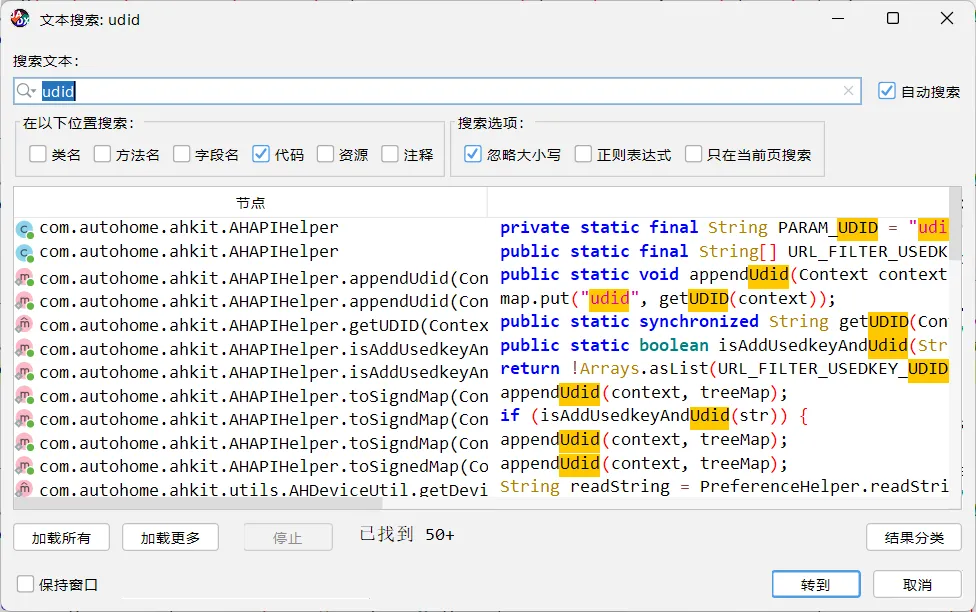 文本搜索: udid
搜索文本:
udid
自动搜索
在以下位置搜索:
类名 方法名 字段名 代码 资源 注释
搜索选项:
忽略大小写 正则表达式 只在当前页搜索
节点
com.autohome.ahkit.AHAPIHelper private static final String PARAM_UDID = "udi
com.autohome.ahkit.AHAPIHelper public static final String[] URL_FILTER_USEDK
com.autohome.ahkit.AHAPIHelper.appendUdid(Con public static void appendUdid(Context context
com.autohome.ahkit.AHAPIHelper.appendUdid(Con map.put("udid", getUDID(context));
com.autohome.ahkit.AHAPIHelper.getUDID(Contex public static synchronized String getUDID(Con
com.autohome.ahkit.AHAPIHelper.isAddUsedkeyAn public static boolean isAddUsedkeyAndUdid(Str
com.autohome.ahkit.AHAPIHelper.isAddUsedkeyAn return !Arrays.asList(URL_FILTER_USEDKEY_UDID
com.autohome.ahkit.AHAPIHelper.toSigndMap(Con appendUdid(context, treeMap);
com.autohome.ahkit.AHAPIHelper.toSigndMap(Con if (isAddUsedkeyAndUdid(str)) {
com.autohome.ahkit.AHAPIHelper.toSigndMap(Con appendUdid(context, treeMap);
com.autohome.ahkit.AHAPIHelper.toSignedMap(Co appendUdid(context, treeMap);
com.autohome.ahkit.utils.AHDeviceUtil.getDevi String readString = PreferenceHelper.readStri
加载所有 加载更多 停止 已找到 50+ 结果分类
保持窗口 转到 取消